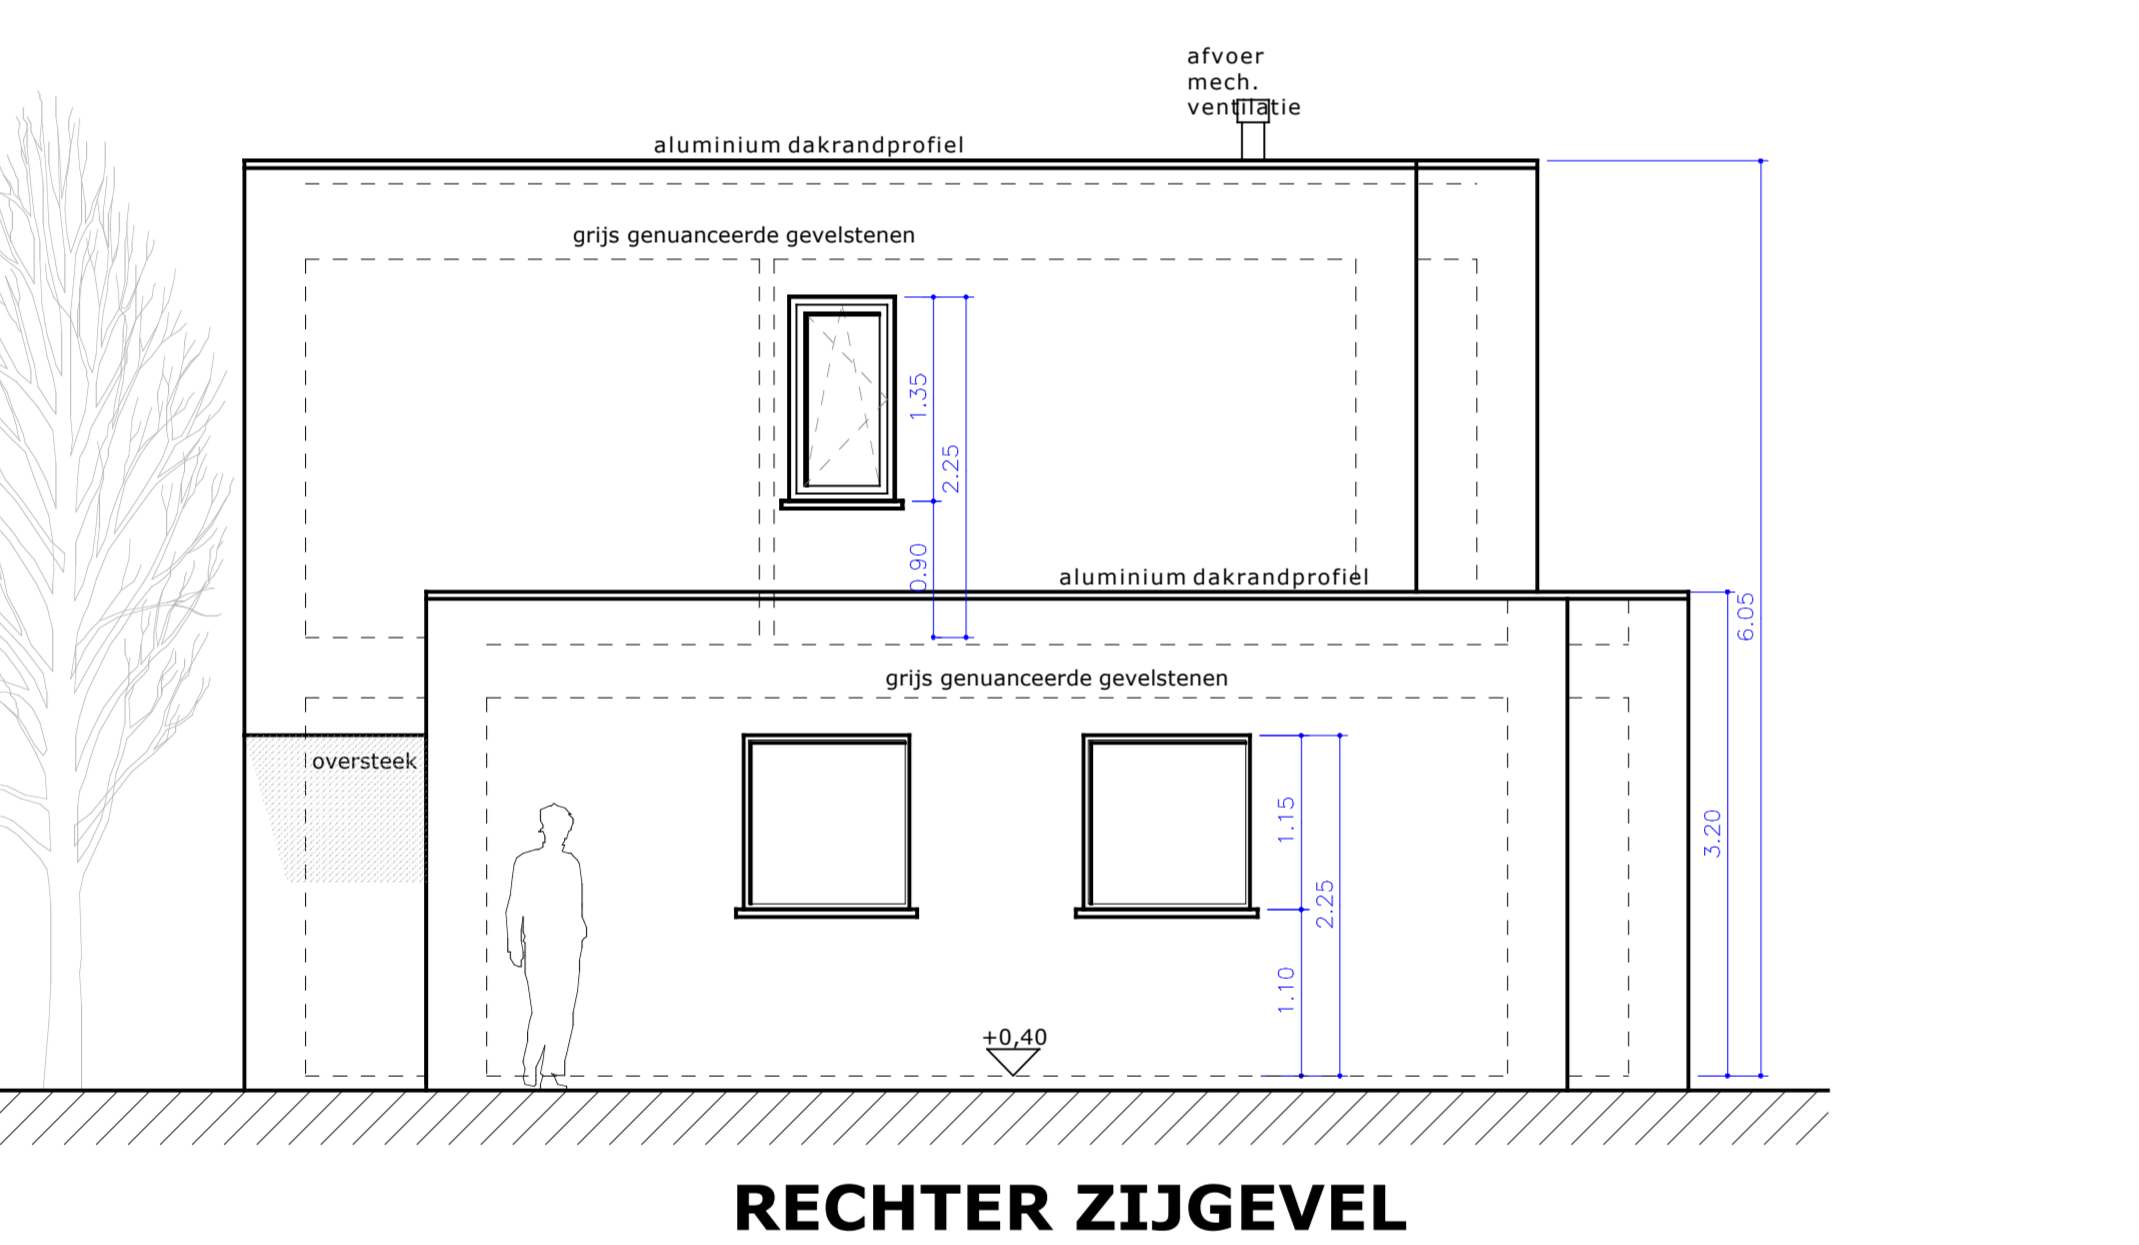 afvoer
mech.
ventilatie
aluminium dakrandprofiel
grijs genuanceerde gevelstenen
1.35
2.25
0.90
aluminium dakrandprofiel
6.05
grijs genuanceerde gevelstenen
oversteek
1.15
3.20
2.25
1.10
+0,40
RECHTER ZIJGEVEL